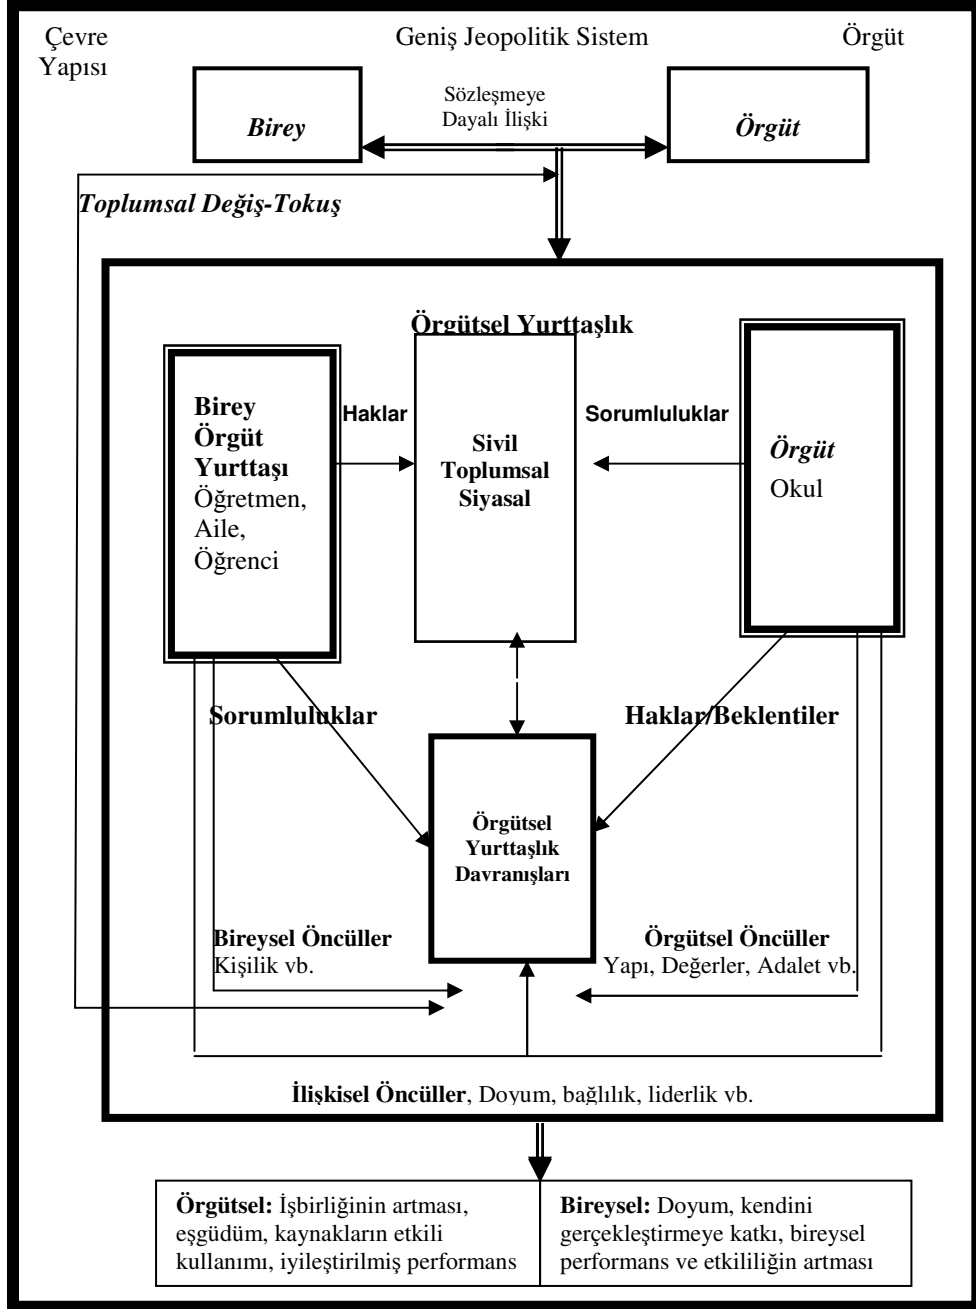 Çevre
Yapısı
Geniş Jeopolitik Sistem
Örgüt
Birey
Sözleşmeye
Dayalı İlişki
Örgüt
Toplumsal Değiş-Tokuş
Örgütsel Yurttaşlık
Birey
Örgüt
Yurttaşı
Öğretmen,
Aile,
Öğrenci
Haklar
Sivil
Toplumsal
Siyasal
Sorumluluklar
Örgüt
Okul
Sorumluluklar
Haklar/Beklentiler
Örgütsel
Yurttaşlık
Davranışları
Bireysel Öncüller
Kişilik vb.
Örgütsel Öncüller
Yapı, Değerler, Adalet vb.
İlişkisel Öncüller, Doyum, bağlılık, liderlik vb.
Örgütsel: İşbirliğinin artması,
eşgüdüm, kaynakların etkili
kullanımı, iyileştirilmiş performans
Bireysel: Doyum, kendini
gerçekleştirmeye katkı, bireysel
performans ve etkililiğin artması